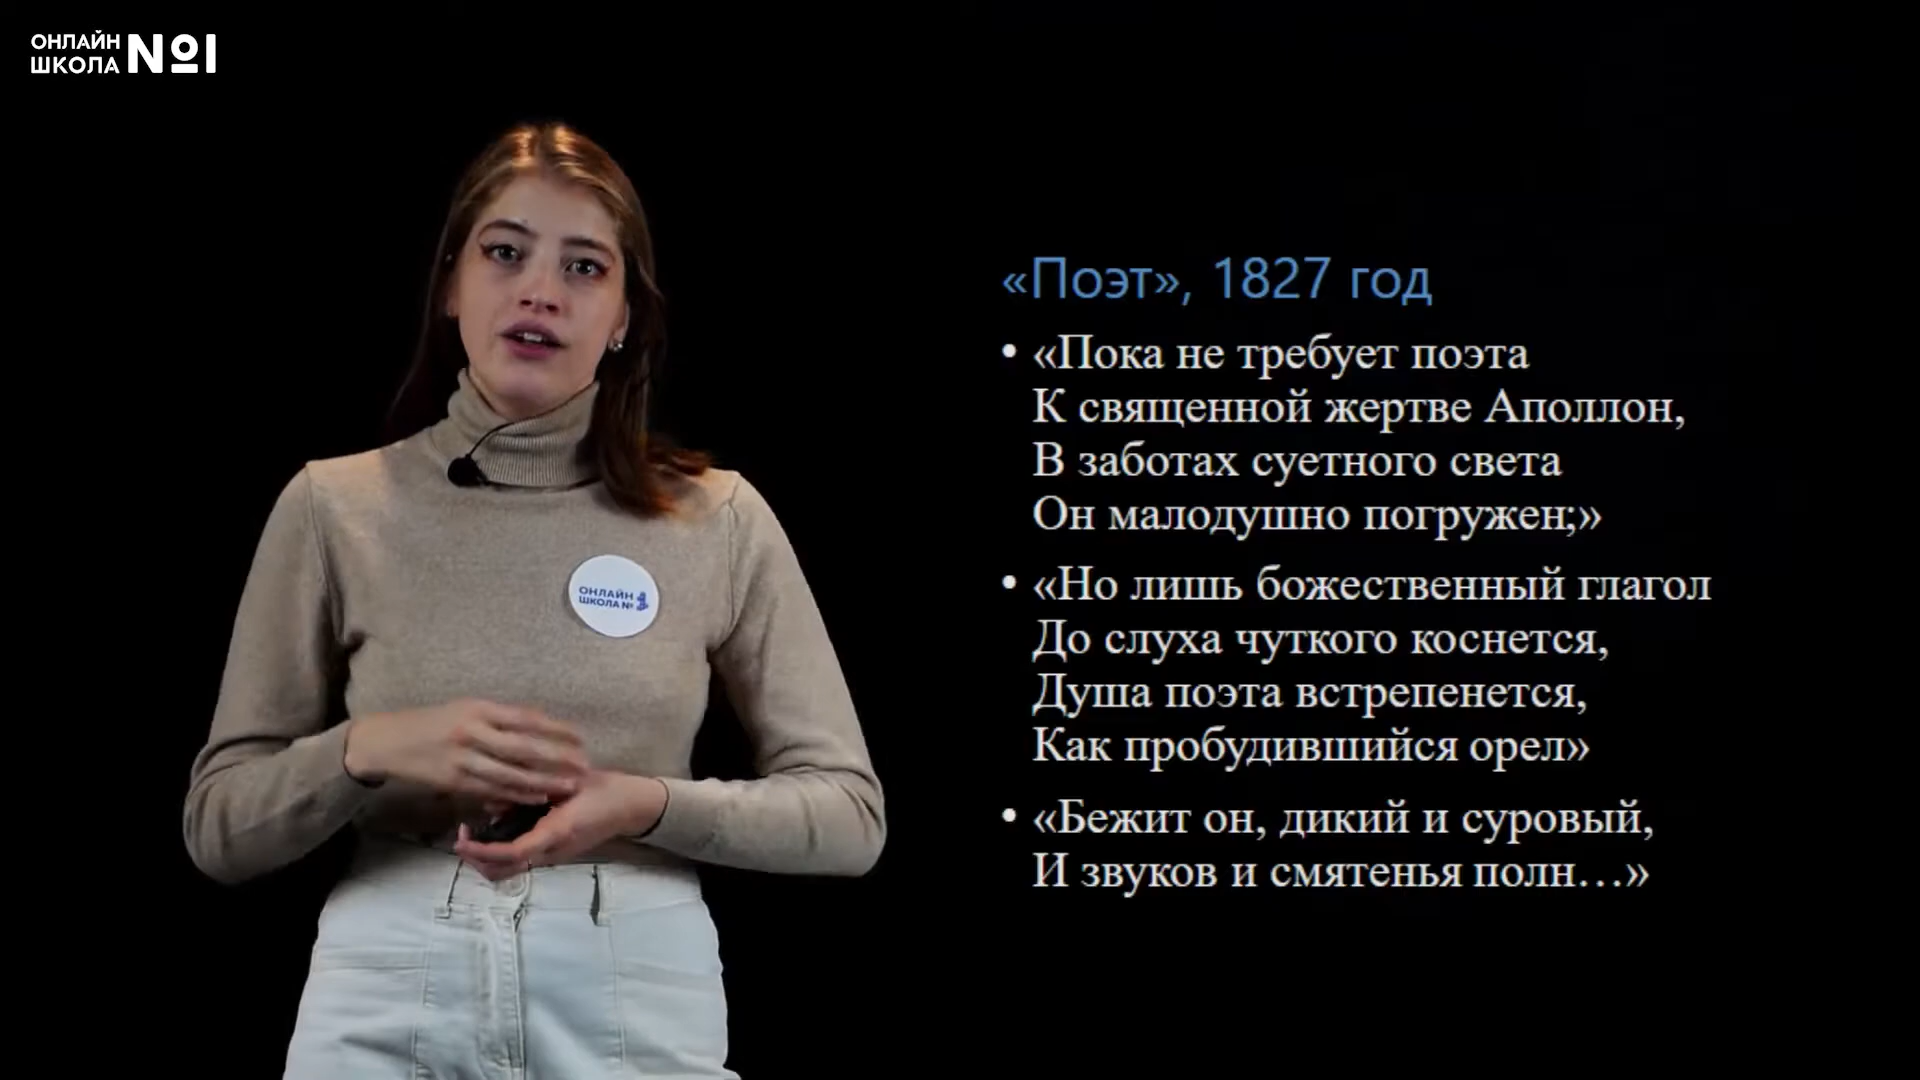 ОНЛАЙН
ШКОЛА №1
«Поэт», 1827 год
• «Пока не требует поэта
К священной жертве Аполлон,
В заботах суетного света
Он малодушно погружен;»
• «Но лишь божественный глагол
До слуха чуткого коснется,
Душа поэта встрепенется,
Как пробудившийся орел»
• «Бежит он, дикий и суровый,
И звуков и смятенья полн…»
ОНЛАЙН
ШКОЛА №1